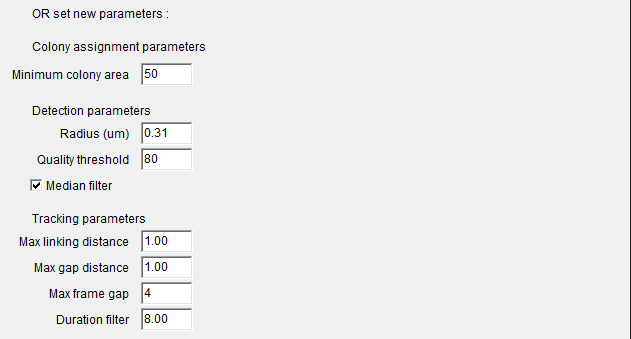 OR set new parameters :
Colony assignment parameters
Minimum colony area 50
Detection parameters
Radius (um) 0.31
Quality threshold 80
Median filter
Tracking parameters
Max linking distance 1.00
Max gap distance 1.00
Max frame gap 4
Duration filter 8.00